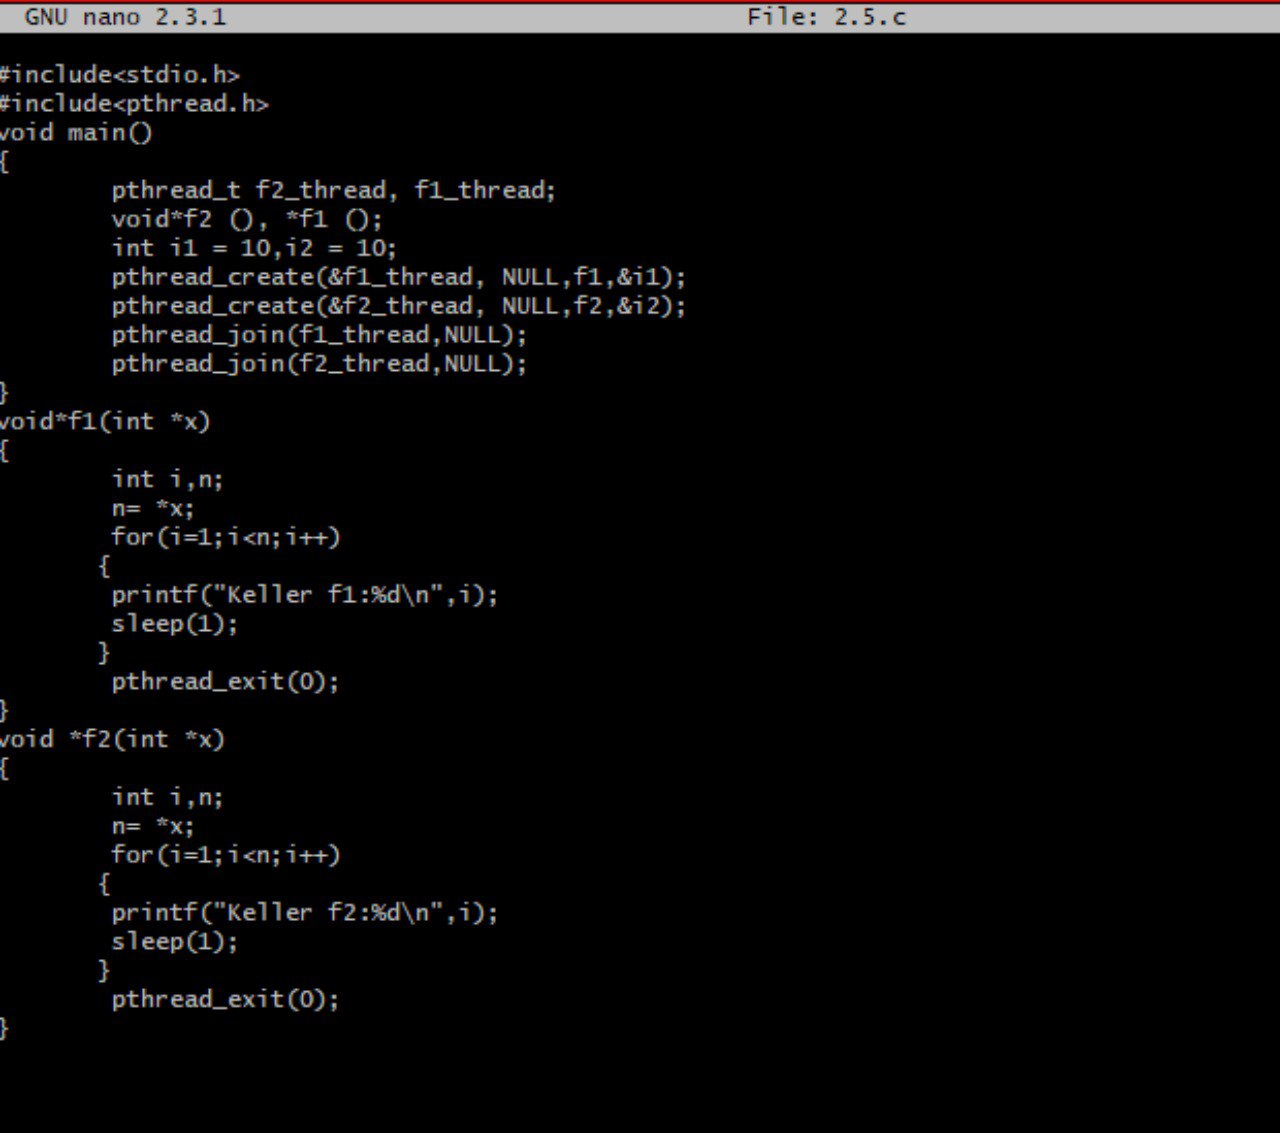 GNU nano 2.3.1 File: 2.5.c
#include<stdio.h>
#include<pthread.h>
void main()
{
        pthread_t f2_thread, f1_thread;
        void*f2 (), *f1 ();
        int i1 = 10,i2 = 10;
        pthread_create(&f1_thread, NULL,f1,&i1);
        pthread_create(&f2_thread, NULL,f2,&i2);
        pthread_join(f1_thread,NULL);
        pthread_join(f2_thread,NULL);
}
void*f1(int *x)
{
        int i,n;
        n= *x;
        for(i=1;i<n;i++)
       {
        printf("Keller f1:%d\n",i);
        sleep(1);
       }
        pthread_exit(0);
}
void *f2(int *x)
{
        int i,n;
        n= *x;
        for(i=1;i<n;i++)
       {
        printf("Keller f2:%d\n",i);
        sleep(1);
       }
        pthread_exit(0);
}